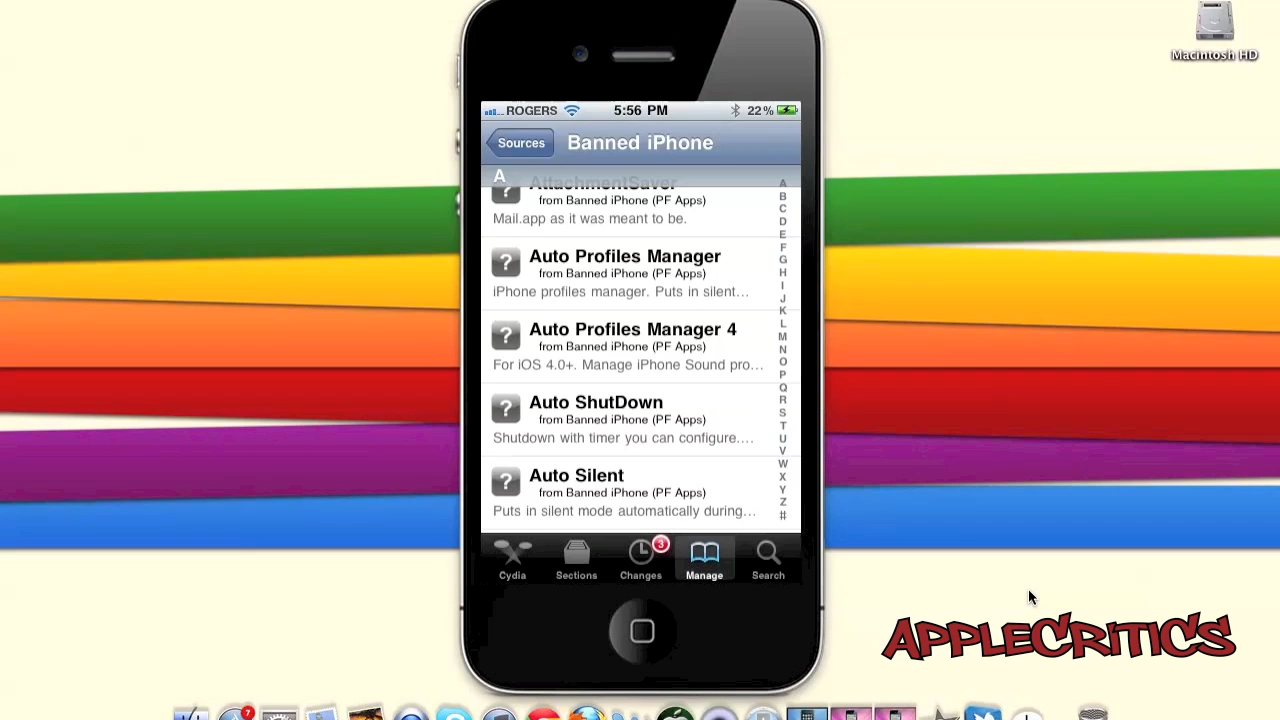 Macintosh HD
ROGERS 5:56 PM 22%
Sources Banned iPhone
A
AttachmentSaver
from Banned iPhone (PF Apps)
Mail.app as it was meant to be.
Auto Profiles Manager
from Banned iPhone (PF Apps)
iPhone profiles manager. Puts in silent…
Auto Profiles Manager 4
from Banned iPhone (PF Apps)
For iOS 4.0+. Manage iPhone Sound pro…
Auto ShutDown
from Banned iPhone (PF Apps)
Shutdown with timer you can configure.…
Auto Silent
from Banned iPhone (PF Apps)
Puts in silent mode automatically during…
A
B
C
D
E
F
G
H
I
J
K
L
M
N
O
P
Q
R
S
T
U
V
W
X
Y
Z
#
3
Cydia Sections Changes Manage Search
APPLECRITICS
7